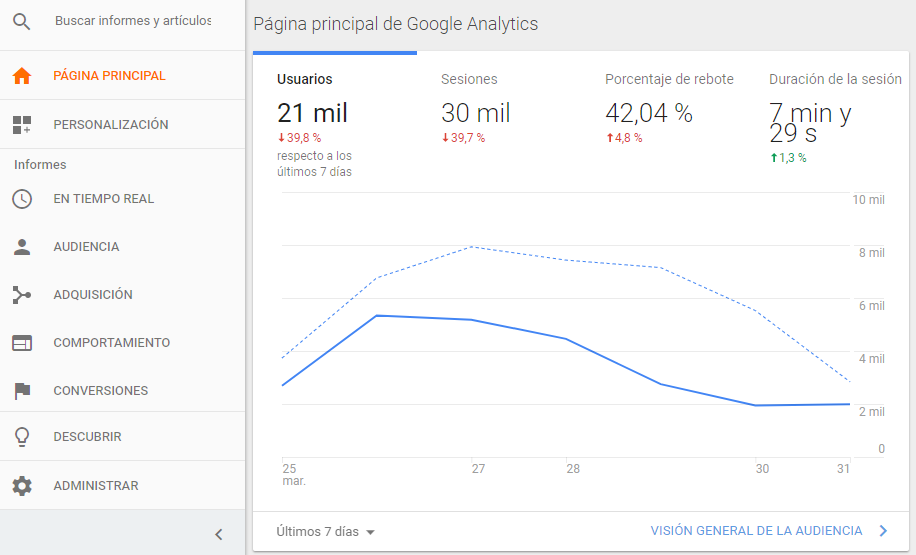 Buscar informes y artículos
PÁGINA PRINCIPAL
PERSONALIZACIÓN
Informes
EN TIEMPO REAL
AUDIENCIA
ADQUISICIÓN
COMPORTAMIENTO
CONVERSIONES
DESCUBRIR
ADMINISTRAR
Página principal de Google Analytics
Usuarios
21 mil
39,8 %
respecto a los
últimos 7 días
Sesiones
30 mil
39,7 %
Porcentaje de rebote
42,04 %
4,8 %
Duración de la sesión
7 min y
29 s
1,3 %
10 mil
8 mil
6 mil
4 mil
2 mil
0
25
mar.
27
28
30
31
Últimos 7 días
VISIÓN GENERAL DE LA AUDIENCIA